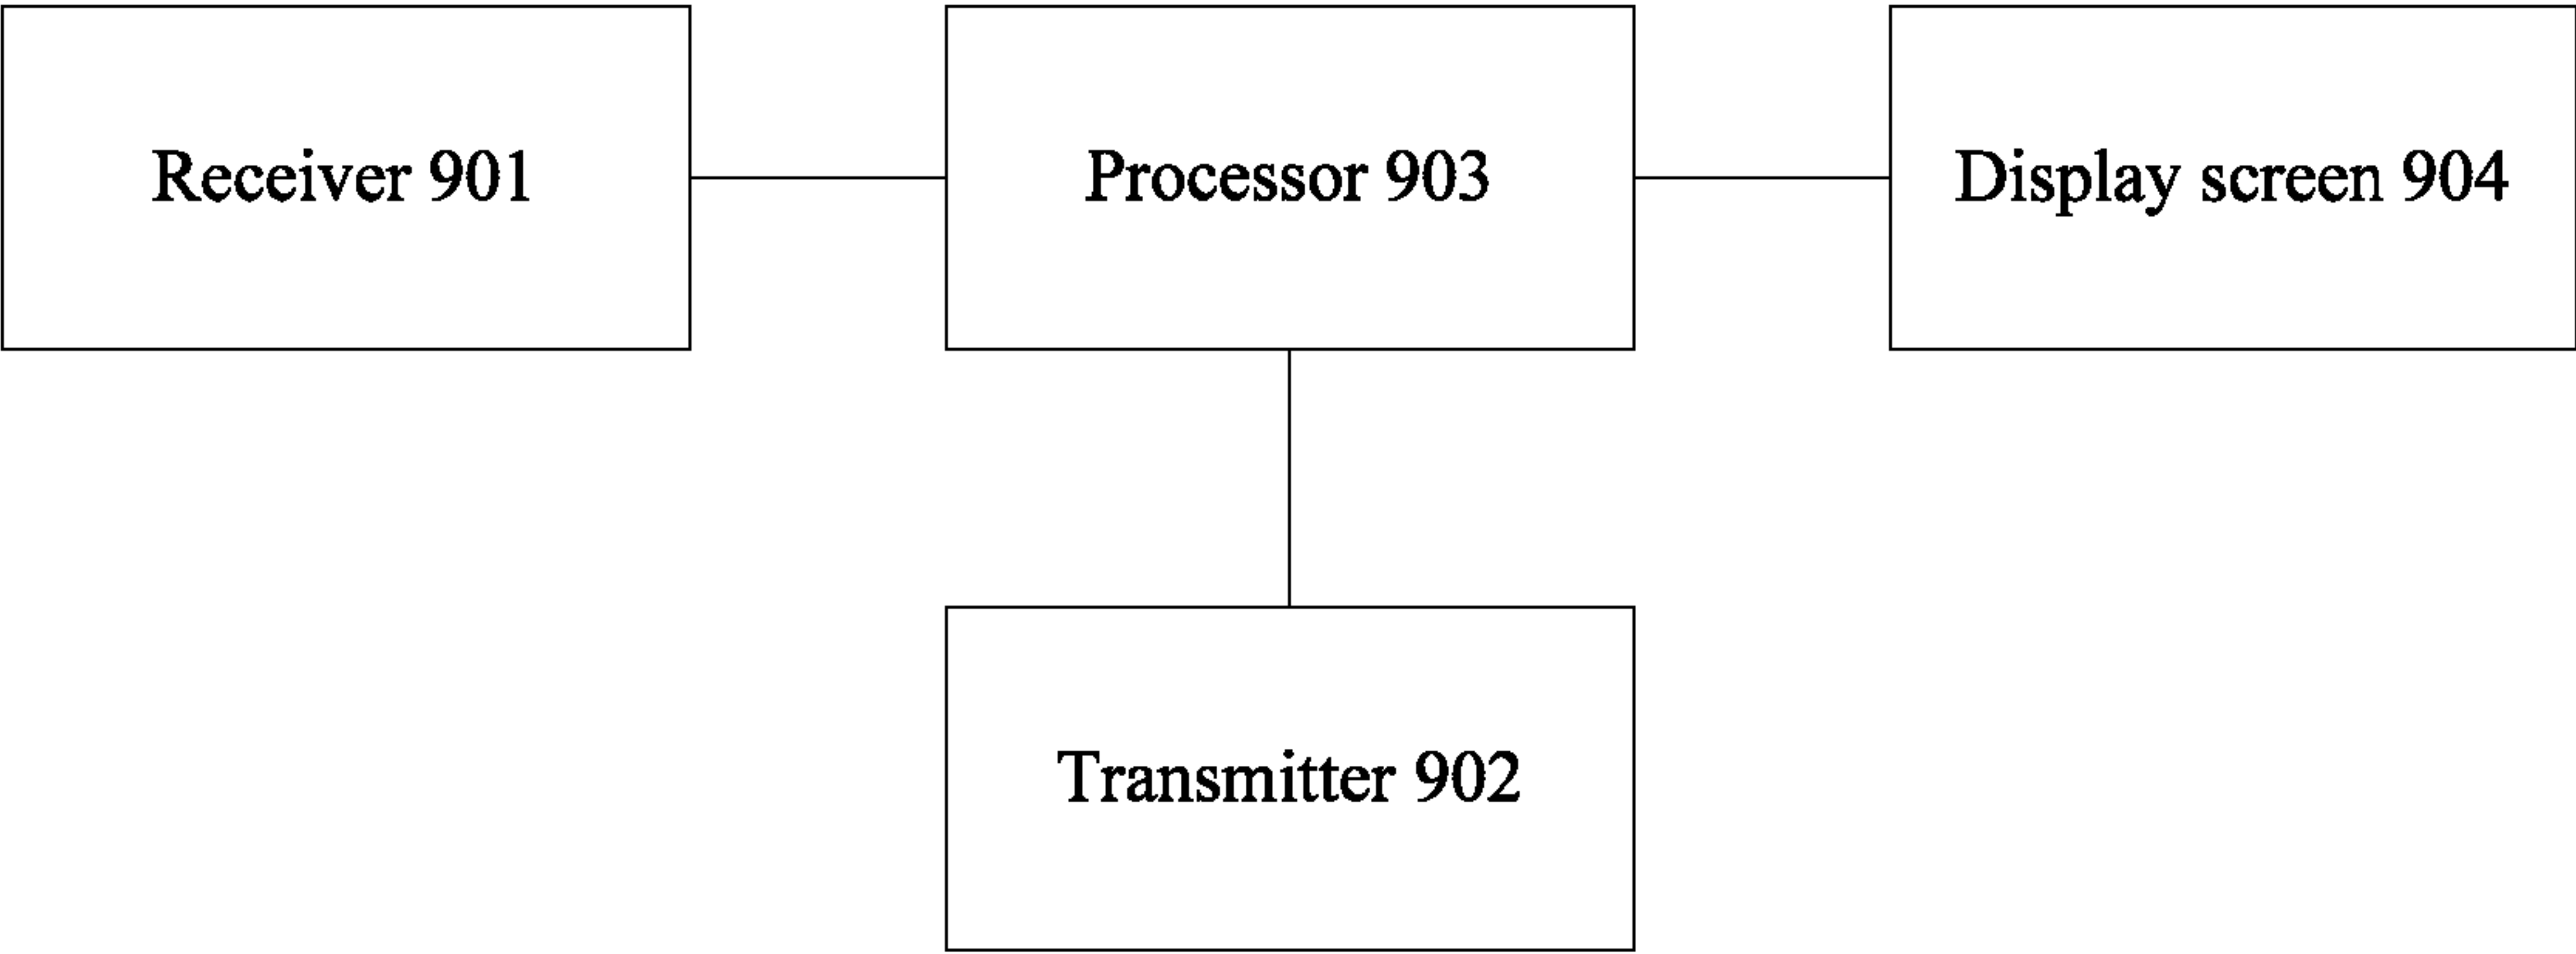 Receiver 901
Processor 903
Display screen 904
Transmitter 902